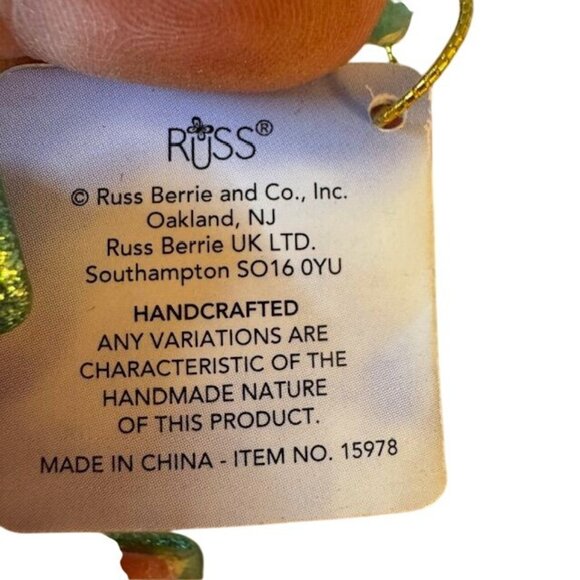 RUSS®
© Russ Berrie and Co., Inc.
Oakland, NJ
Russ Berrie UK LTD.
Southampton SO16 0YU
HANDCRAFTED
ANY VARIATIONS ARE
CHARACTERISTIC OF THE
HANDMADE NATURE
OF THIS PRODUCT.
MADE IN CHINA - ITEM NO. 15978